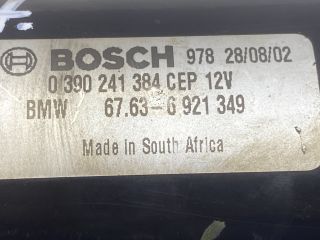 BOSCH 978 28/08/02
0 390 241 384 CEP 12V
BMW 67.63-6 921 349
Made in South Africa